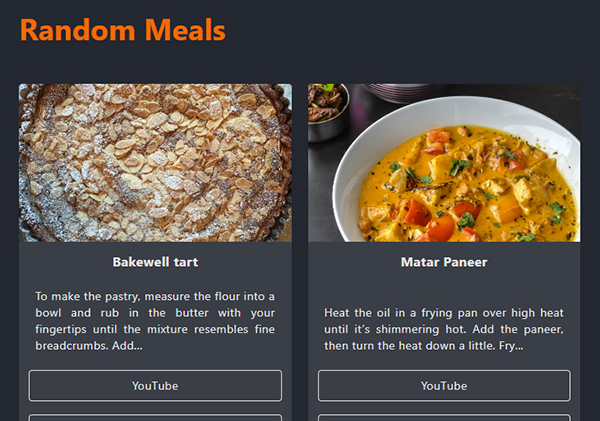 Random Meals
Bakewell tart
To make the pastry, measure the flour into a
bowl and rub in the butter with your
fingertips until the mixture resembles fine
breadcrumbs. Add...
YouTube
Matar Paneer
Heat the oil in a frying pan over high heat
until it's shimmering hot. Add the paneer,
then turn the heat down a little. Fry...
YouTube